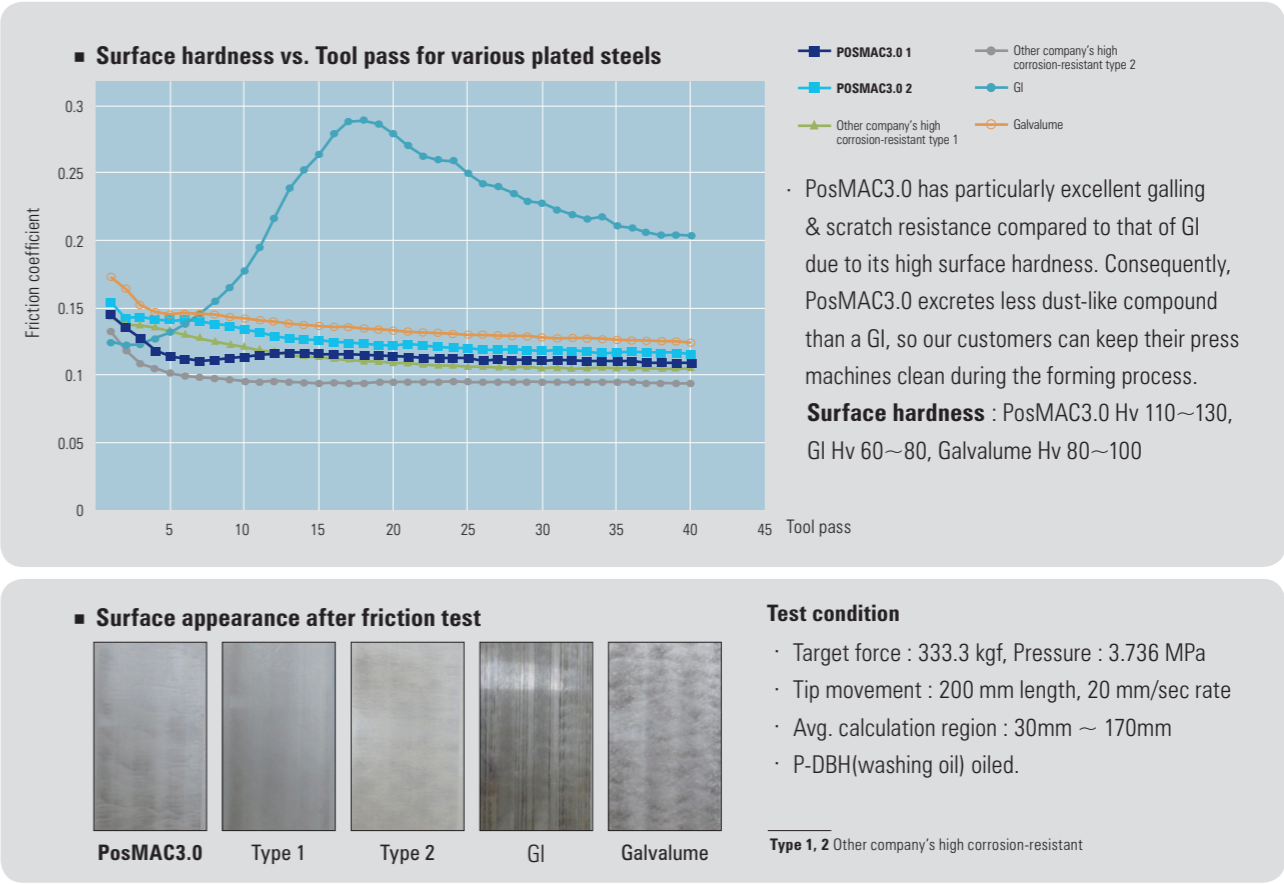 ■ Surface hardness vs. Tool pass for various plated steels
POSMAC3.0 1
POSMAC3.0 2
Other company's high
corrosion-resistant type 1
Other company's high
corrosion-resistant type 2
GI
Galvalume
Friction coefficient
0.3
0.25
0.2
0.15
0.1
0.05
0
5 10 15 20 25 30 35 40 45 Tool pass
· PosMAC3.0 has particularly excellent galling
& scratch resistance compared to that of GI
due to its high surface hardness. Consequently,
PosMAC3.0 excretes less dust-like compound
than a GI, so our customers can keep their press
machines clean during the forming process.
Surface hardness : PosMAC3.0 Hv 110~130,
GI Hv 60~80, Galvalume Hv 80~100
■ Surface appearance after friction test
PosMAC3.0
Type 1
Type 2
GI
Galvalume
Test condition
· Target force : 333.3 kgf, Pressure : 3.736 MPa
· Tip movement : 200 mm length, 20 mm/sec rate
· Avg. calculation region : 30mm ~ 170mm
· P-DBH(washing oil) oiled.
Type 1, 2 Other company's high corrosion-resistant